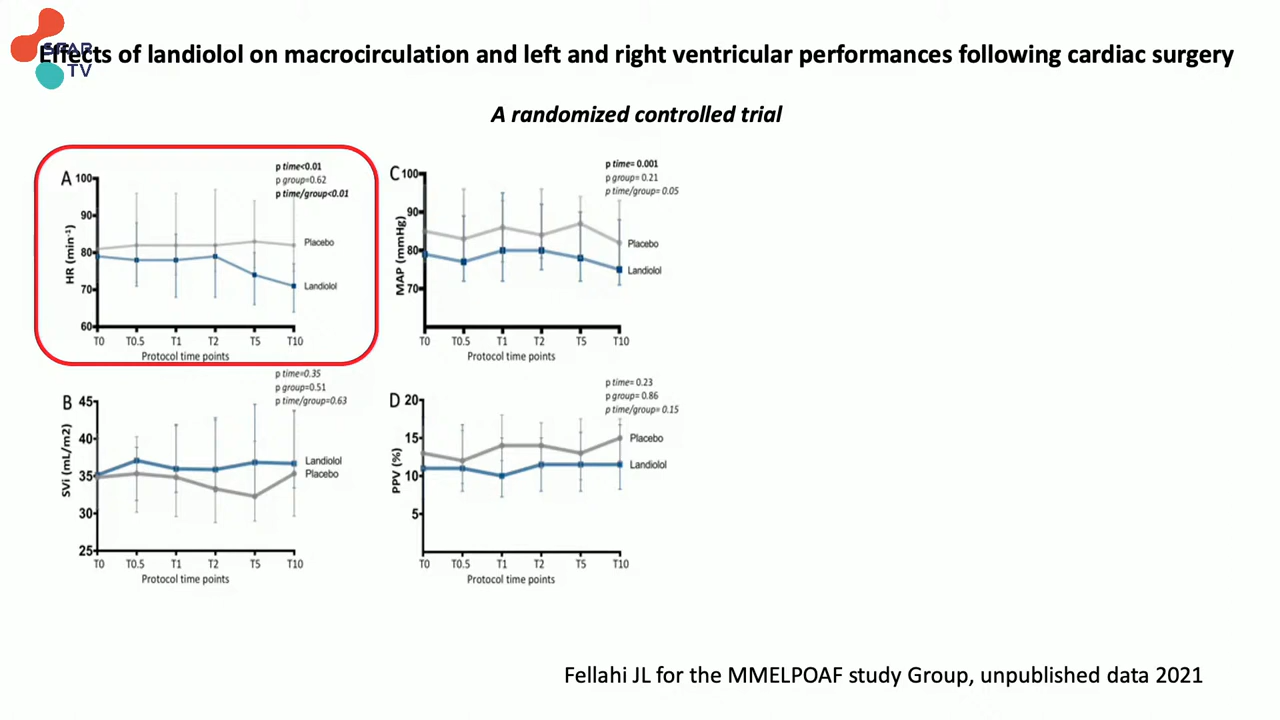 Effects of landiolol on macrocirculation and left and right ventricular performances following cardiac surgery
STAR
TV
A randomized controlled trial
A
p time<0.01
p group=0.62
p time/group<0.01
HR (min⁻¹)
100
90
80
70
60
Placebo
Landiolol
T0 T0.5 T1 T2 T5 T10
Protocol time points
C
p time= 0.001
p group= 0.21
p time/group= 0.05
MAP (mmHg)
100
90
80
70
Placebo
Landiolol
T0 T0.5 T1 T2 T5 T10
Protocol time points
B
p time=0.35
p group=0.51
p time/group=0.63
SVi (mL/m2)
45
40
35
30
25
Landiolol
Placebo
T0 T0.5 T1 T2 T5 T10
Protocol time points
D
p time= 0.23
p group= 0.86
p time/group= 0.15
PPV (%)
20
15
10
5
Placebo
Landiolol
T0 T0.5 T1 T2 T5 T10
Protocol time points
Fellahi JL for the MMELPOAF study Group, unpublished data 2021